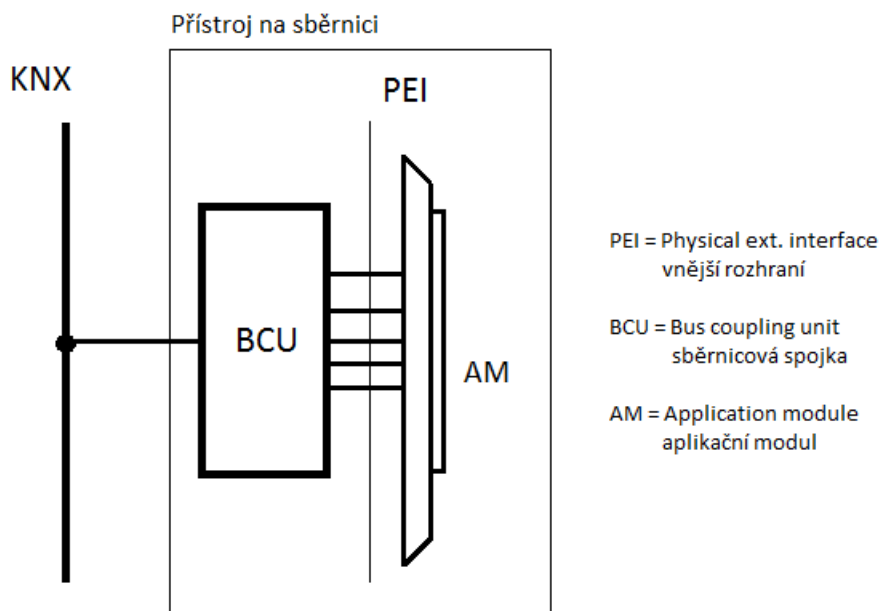 Přístroj na sběrnici
KNX
PEI
BCU
AM
PEI = Physical ext. interface
vnější rozhraní
BCU = Bus coupling unit
sběrnicová spojka
AM = Application module
aplikační modul